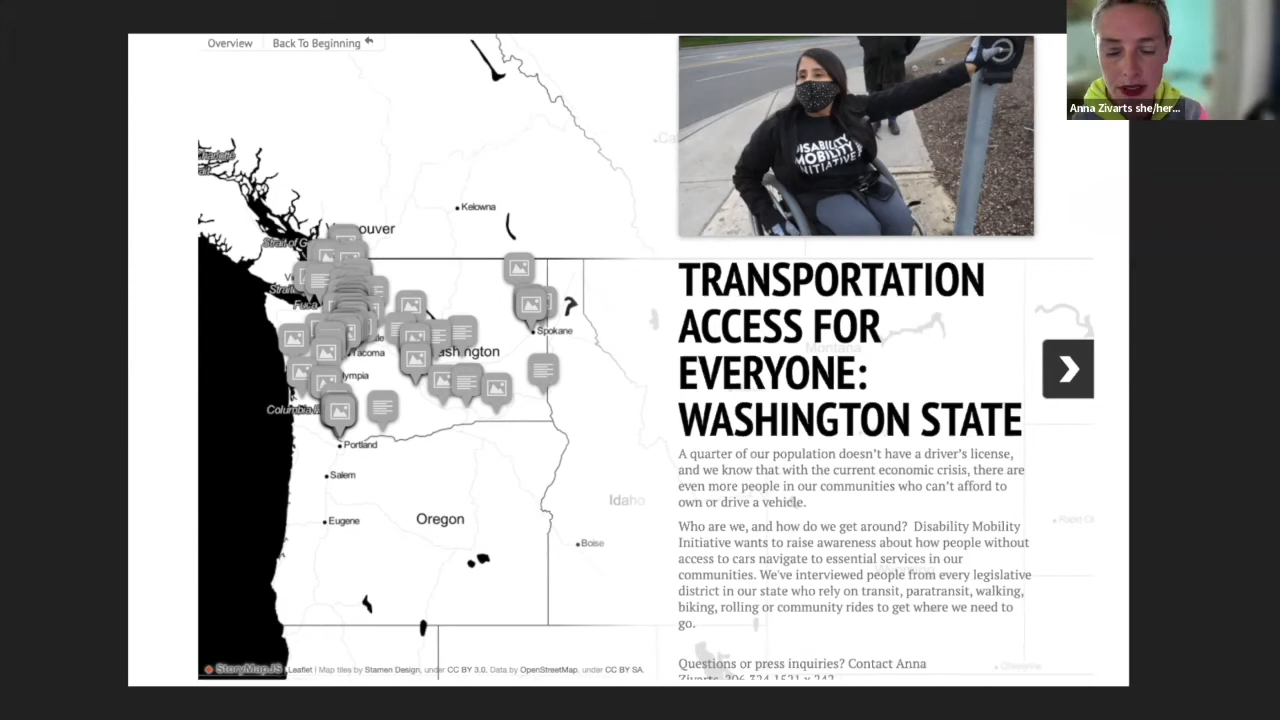 Overview
Back To Beginning
Anna Zivarts she/her...
DISABILITY
MOBILITY
INITIATIVE
Kelowna
Spokane
Tacoma
Portland
Salem
Eugene
Oregon
Idaho
Boise
Montana
TRANSPORTATION
ACCESS FOR
EVERYONE:
WASHINGTON STATE
A quarter of our population doesn't have a driver's license,
and we know that with the current economic crisis, there are
even more people in our communities who can't afford to
own or drive a vehicle.
Who are we, and how do we get around? Disability Mobility
Initiative wants to raise awareness about how people without
access to cars navigate to essential services in our
communities. We've interviewed people from every legislative
district in our state who rely on transit, paratransit, walking,
biking, rolling or community rides to get where we need to
go.
Questions or press inquiries? Contact Anna
StoryMapJS Leaflet | Map tiles by Stamen Design, under CC BY 3.0. Data by OpenStreetMap, under CC BY SA.